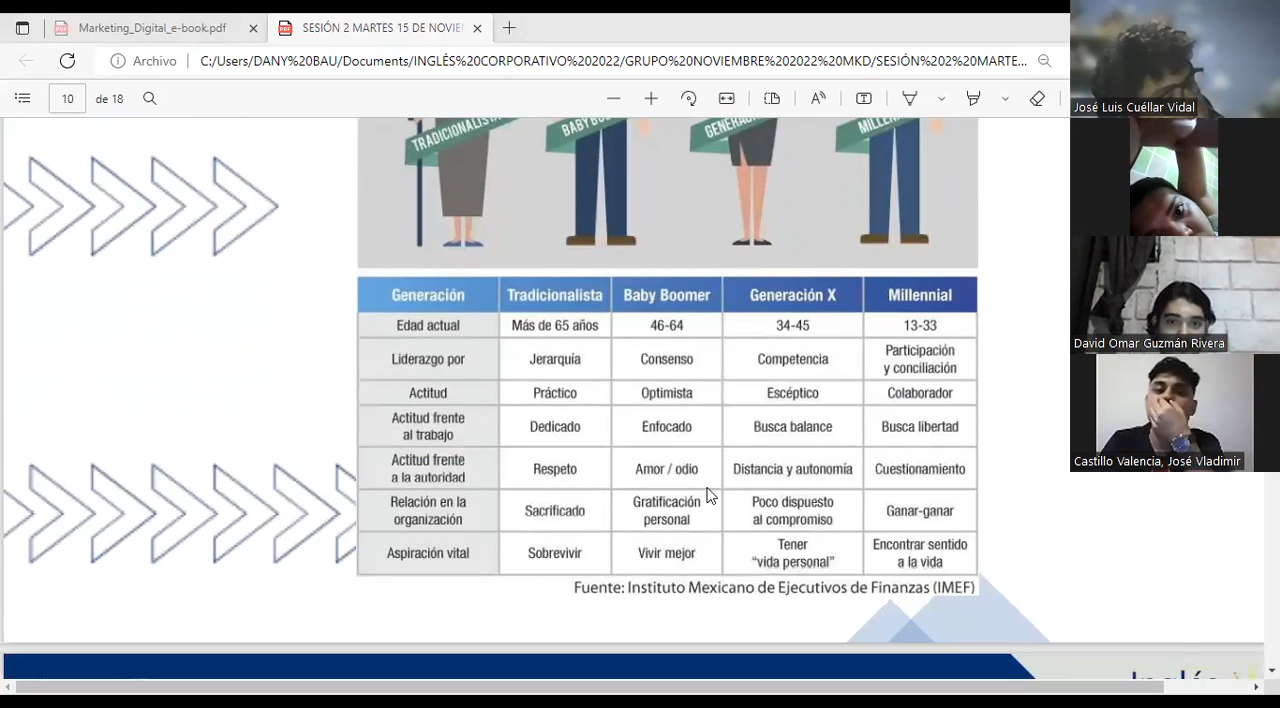 Marketing_Digital_e-book.pdf
SESIÓN 2 MARTES 15 DE NOVIE
Archivo
C:/Users/DANY%20BAU/Documents/INGLÉS%20CORPORATIVO%202022/GRUPO%20NOVIEMBRE%202022%20MKD/SESIÓN%202%20MARTE...
10 de 18
José Luis Cuéllar Vidal
TRADICIONALIST
BABY BOO
GENERA
MILLEN
David Omar Guzmán Rivera
Castillo Valencia, José Vladimir
Generación Tradicionalista Baby Boomer Generación X Millennial
Edad actual Más de 65 años 46-64 34-45 13-33
Liderazgo por Jerarquía Consenso Competencia Participación
y conciliación
Actitud Práctico Optimista Escéptico Colaborador
Actitud frente
al trabajo Dedicado Enfocado Busca balance Busca libertad
Actitud frente
a la autoridad Respeto Amor / odio Distancia y autonomía Cuestionamiento
Relación en la
organización Sacrificado Gratificación
personal Poco dispuesto
al compromiso Ganar-ganar
Aspiración vital Sobrevivir Vivir mejor Tener
"vida personal" Encontrar sentido
a la vida
Fuente: Instituto Mexicano de Ejecutivos de Finanzas (IMEF)